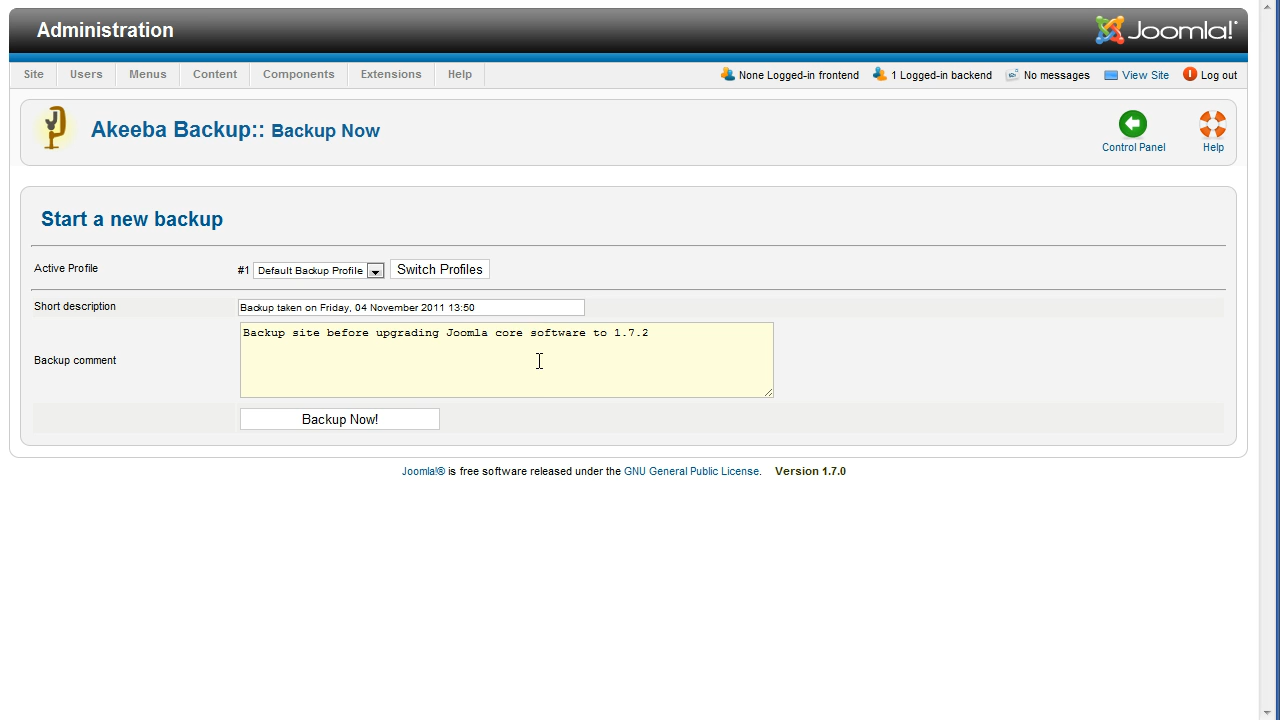 Administration
Joomla!
Site Users Menus Content Components Extensions Help
None Logged-in frontend 1 Logged-in backend No messages View Site Log out
Akeeba Backup:: Backup Now
Control Panel Help
Start a new backup
Active Profile #1 Default Backup Profile Switch Profiles
Short description Backup taken on Friday, 04 November 2011 13:50
Backup site before upgrading Joomla core software to 1.7.2
Backup comment
Backup Now!
Joomla!® is free software released under the GNU General Public License. Version 1.7.0